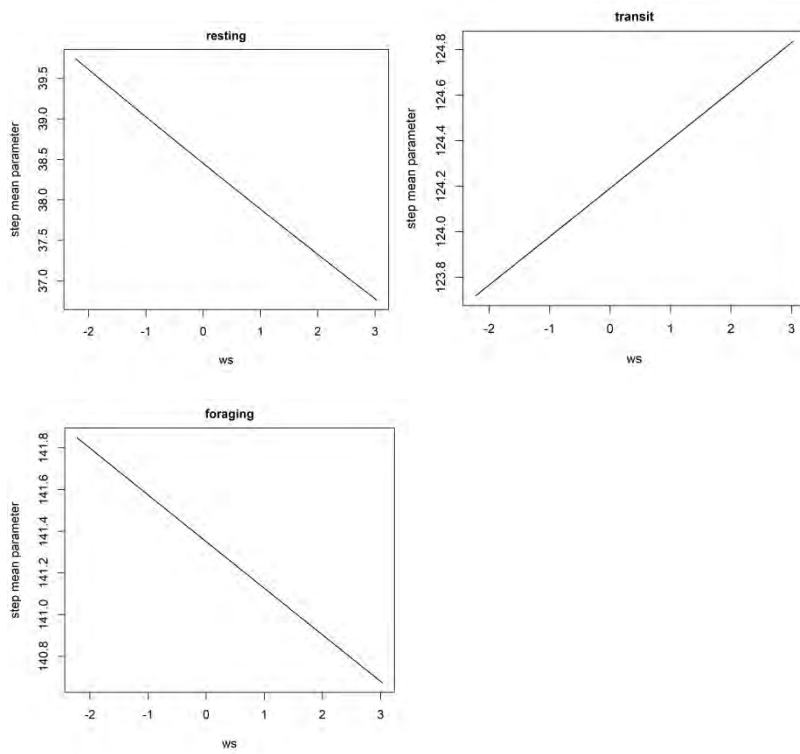 resting
step mean parameter
39.5
39.0
38.5
38.0
37.5
37.0
-2 -1 0 1 2 3
ws
transit
step mean parameter
124.8
124.6
124.4
124.2
124.0
123.8
-2 -1 0 1 2 3
ws
foraging
step mean parameter
141.8
141.6
141.4
141.2
141.0
140.8
-2 -1 0 1 2 3
ws